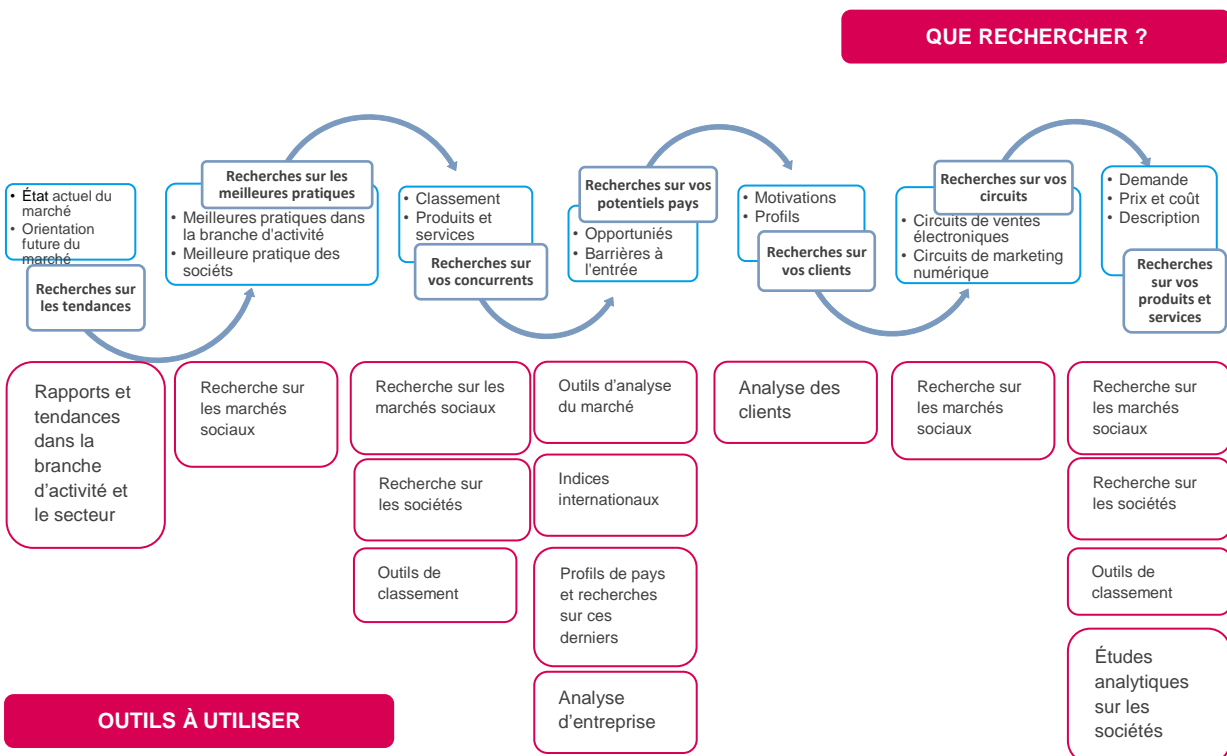 QUE RECHERCHER ?
• État actuel du
marché
• Orientation
future du
marché
Recherches sur
les tendances
Recherches sur les
meilleures pratiques
• Meilleures pratiques dans
la branche d'activité
• Meilleure pratique des
sociéts
• Classement
• Produits et
services
Recherches sur
vos concurrents
Recherches sur vos
potentiels pays
• Opportuniés
• Barrières à
l'entrée
• Motivations
• Profils
Recherches sur
vos clients
Recherches sur vos
circuits
• Circuits de ventes
électroniques
• Circuits de marketing
numérique
• Demande
• Prix et coût
• Description
Recherches
sur vos
produits et
services
Rapports et
tendances
dans la
branche
d’activité et
le secteur
Recherche sur
les marchés
sociaux
Recherche sur les
marchés sociaux
Recherche sur
les sociétés
Outils de
classement
Outils d’analyse
du marché
Indices
internationaux
Profils de pays
et recherches
sur ces
derniers
Analyse
d’entreprise
Analyse des
clients
Recherche sur
les marchés
sociaux
Recherche sur
les marchés
sociaux
Recherche sur
les sociétés
Outils de
classement
Études
analytiques
sur les
sociétés
OUTILS À UTILISER